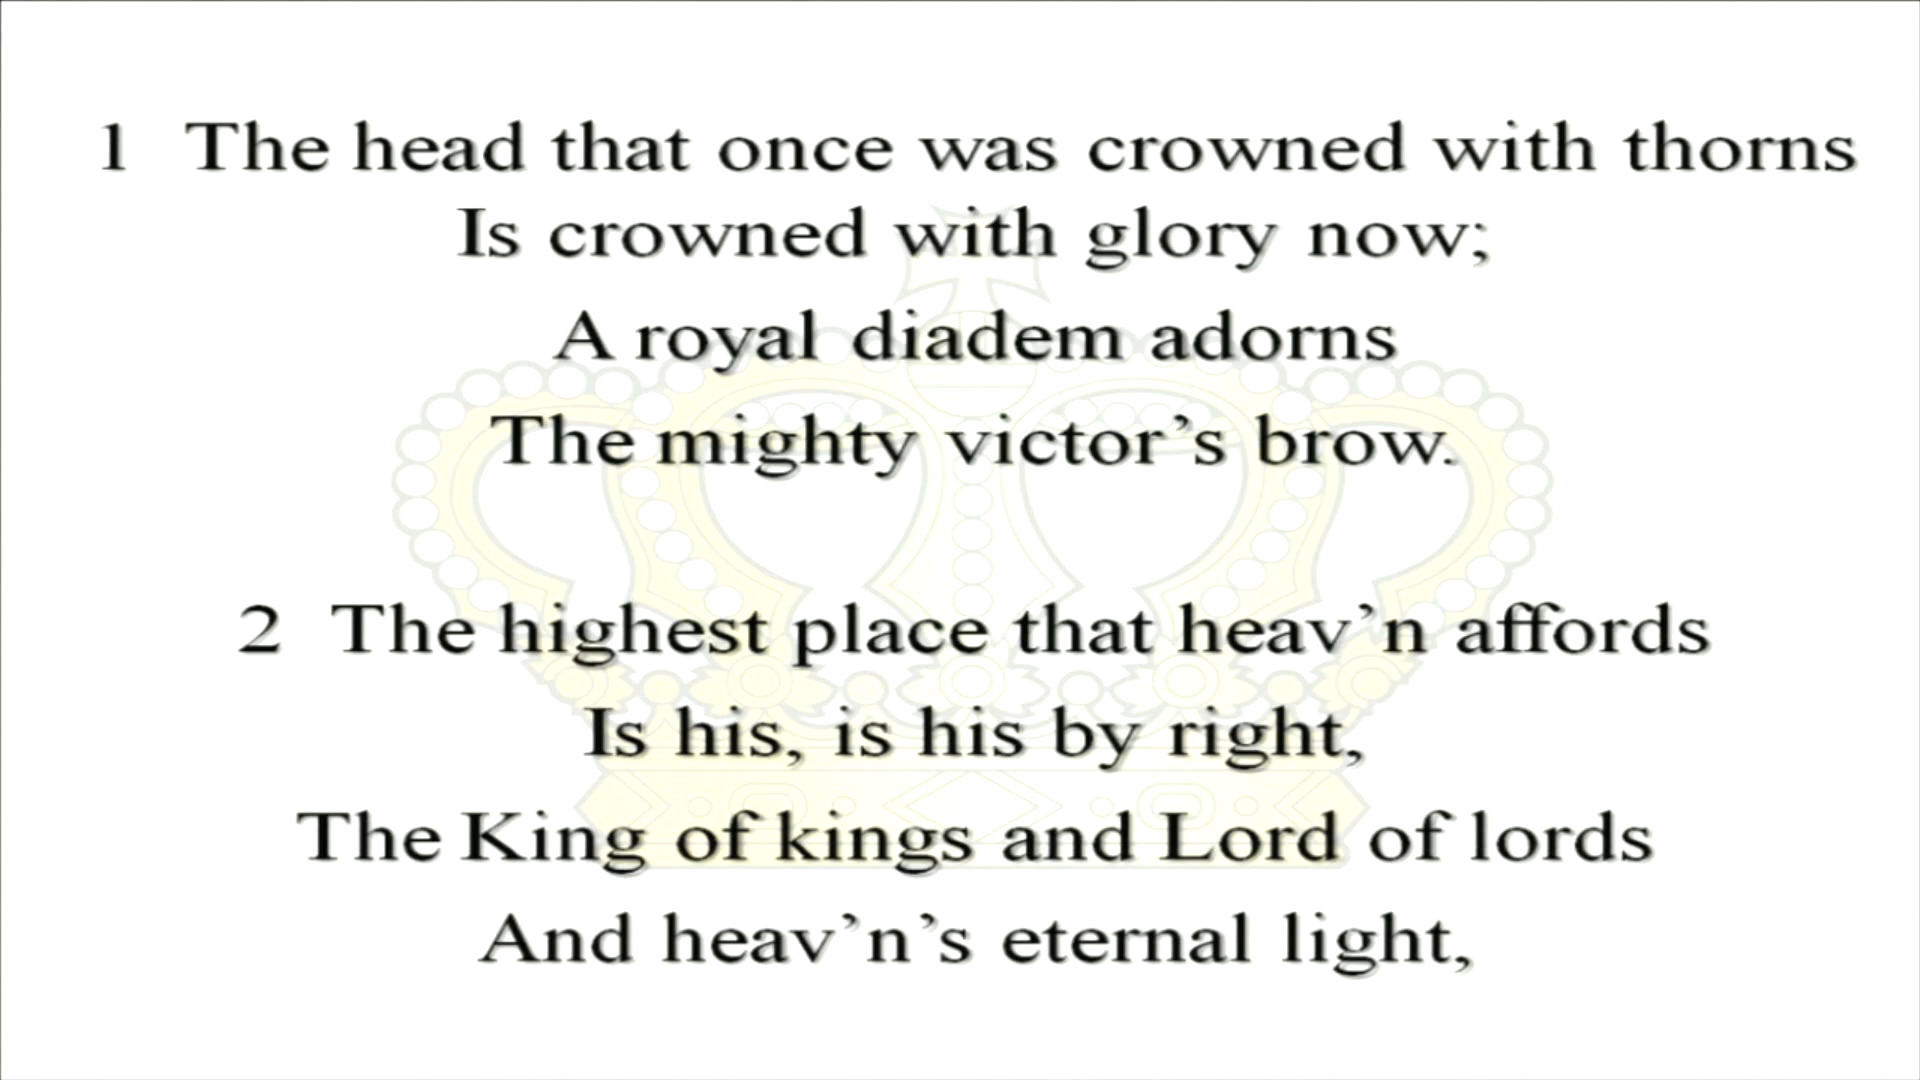 1 The head that once was crowned with thorns
Is crowned with glory now;
A royal diadem adorns
The mighty victor’s brow.
2 The highest place that heav’n affords
Is his, is his by right,
The King of kings and Lord of lords
And heav’n’s eternal light,